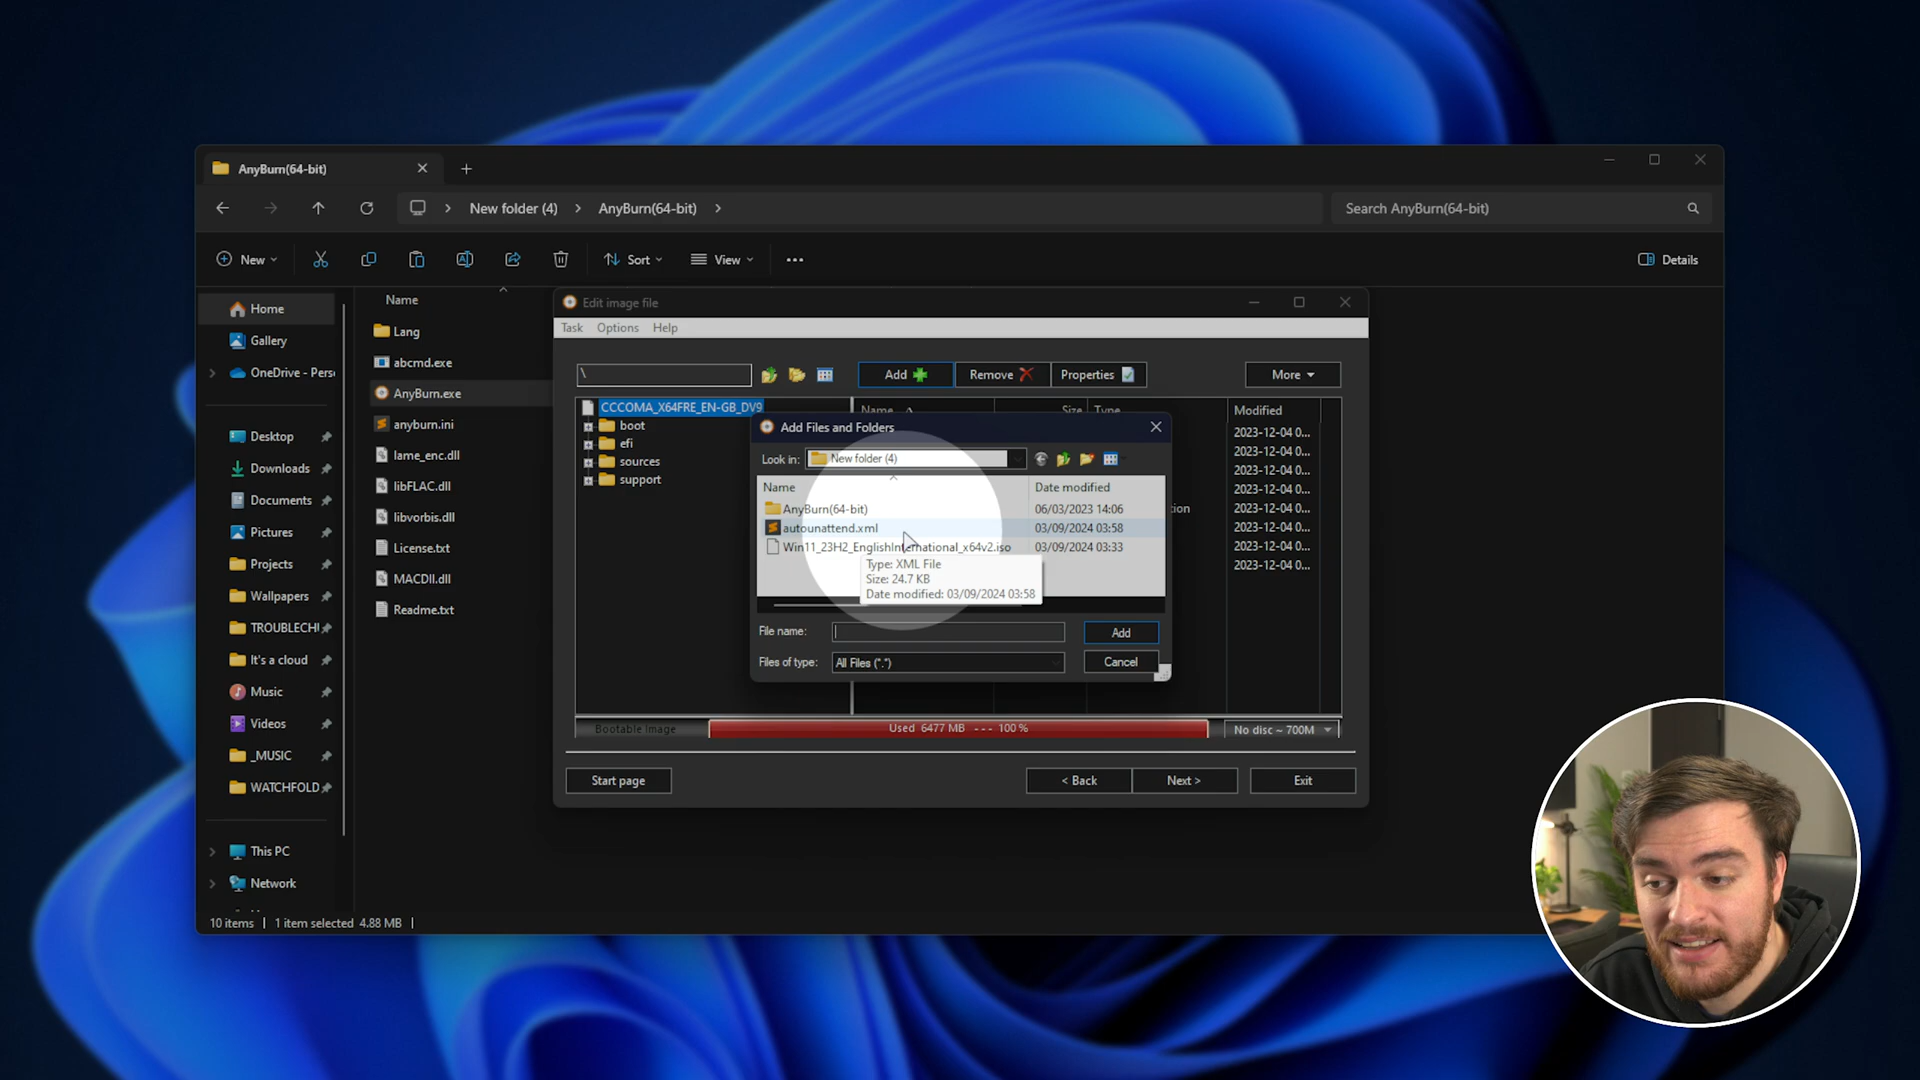 AnyBurn(64-bit)
New folder (4)
AnyBurn(64-bit)
Search AnyBurn(64-bit)
New
Sort
View
Details
Home
Gallery
OneDrive - Pers
Desktop
Downloads
Documents
Pictures
Projects
Wallpapers
TROUBLECH
It's a cloud
Music
Videos
_MUSIC
WATCHFOLD
This PC
Network
10 items
1 item selected 4.88 MB
Name
Lang
abcmd.exe
AnyBurn.exe
anyburn.ini
lame_enc.dll
libFLAC.dll
libvorbis.dll
License.txt
MACDll.dll
Readme.txt
Edit image file
Task Options Help
\
Add
Remove
Properties
More
CCCOMA_X64FRE_EN-GB_DV9
boot
efi
sources
support
Name Size Type Modified
2023-12-04 0...
2023-12-04 0...
2023-12-04 0...
2023-12-04 0...
2023-12-04 0...
2023-12-04 0...
2023-12-04 0...
2023-12-04 0...
Add Files and Folders
Look in: New folder (4)
Name Date modified
AnyBurn(64-bit) 06/03/2023 14:06
autounattend.xml 03/09/2024 03:58
Win11_23H2_EnglishInternational_x64v2.iso 03/09/2024 03:33
Type: XML File
Size: 24.7 KB
Date modified: 03/09/2024 03:58
File name:
Add
Files of type: All Files (*.*)
Cancel
Bootable Image
Used 6477 MB --- 100 %
No disc ~ 700M
Start page
< Back
Next >
Exit